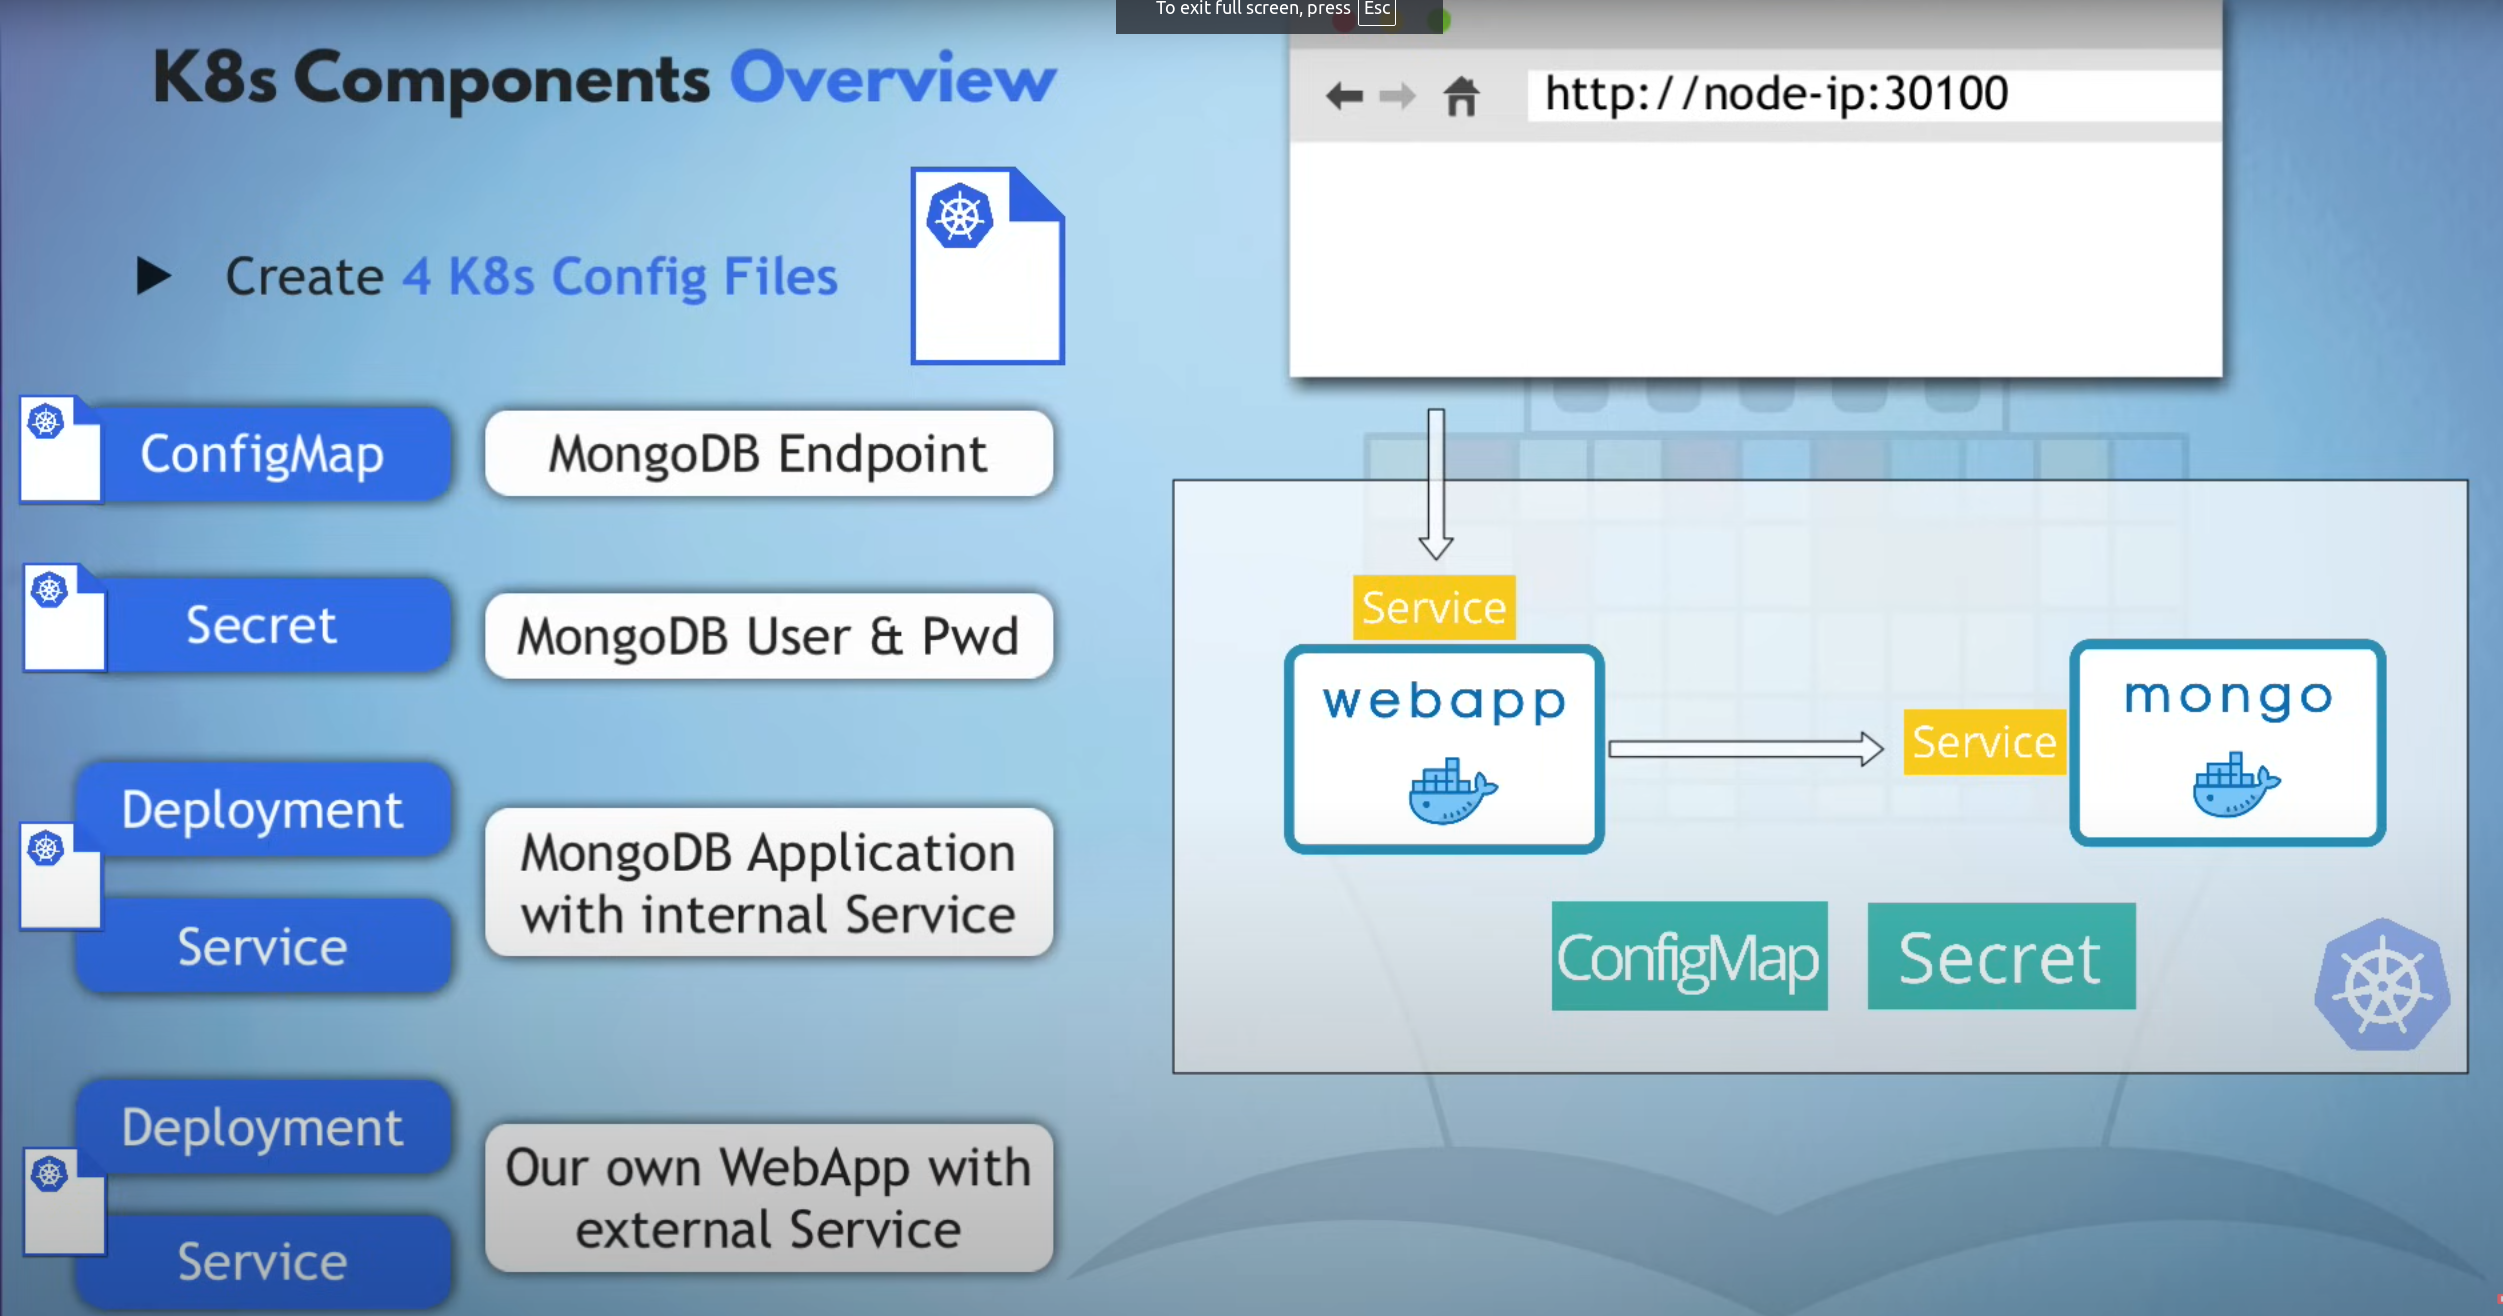 To exit full screen, press Esc
K8s Components Overview
http://node-ip:30100
Create 4 K8s Config Files
ConfigMap
MongoDB Endpoint
Secret
MongoDB User & Pwd
Deployment
Service
MongoDB Application
with internal Service
Deployment
Service
Our own WebApp with
external Service
Service
webapp
Service
mongo
ConfigMap
Secret